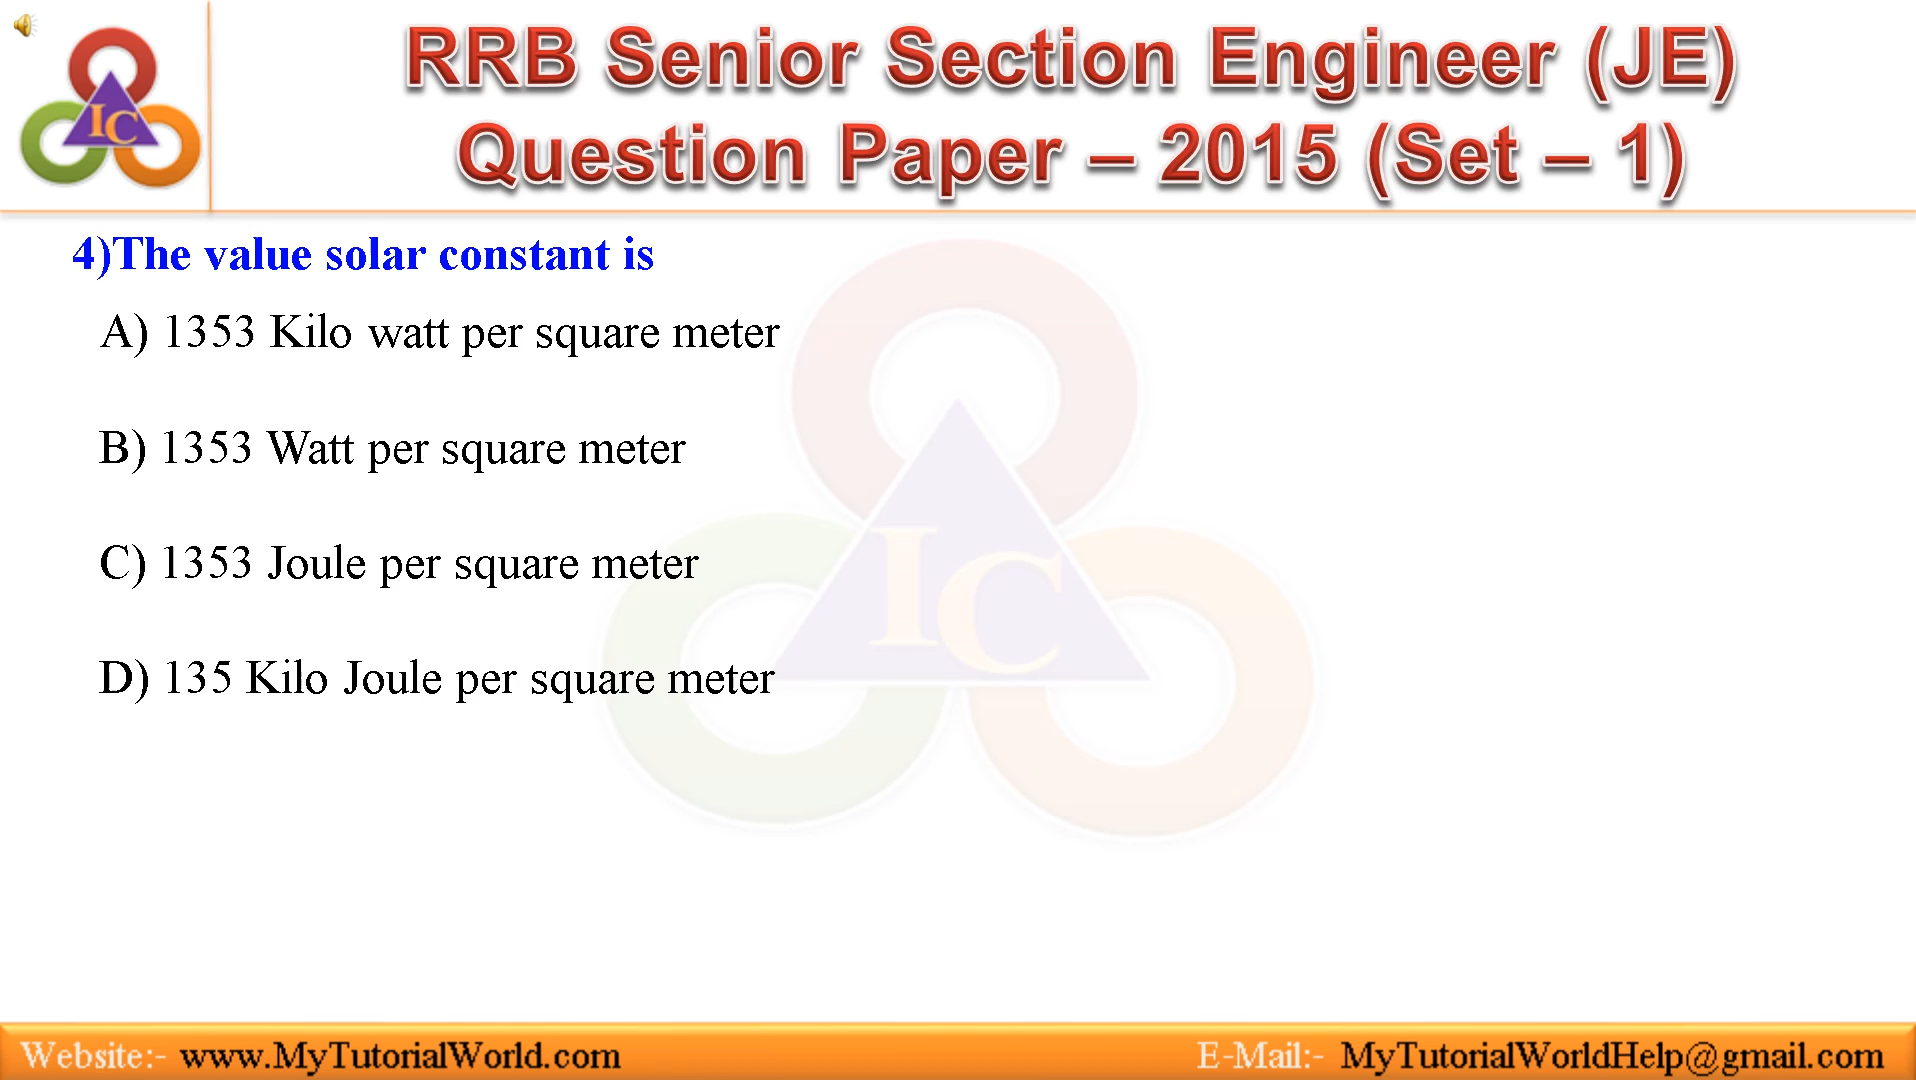 RRB Senior Section Engineer (JE)
Question Paper – 2015 (Set – 1)
IC
4)The value solar constant is
A) 1353 Kilo watt per square meter
B) 1353 Watt per square meter
C) 1353 Joule per square meter
D) 135 Kilo Joule per square meter
IC
Website:- www.MyTutorialWorld.com
E-Mail:- MyTutorialWorldHelp@gmail.com